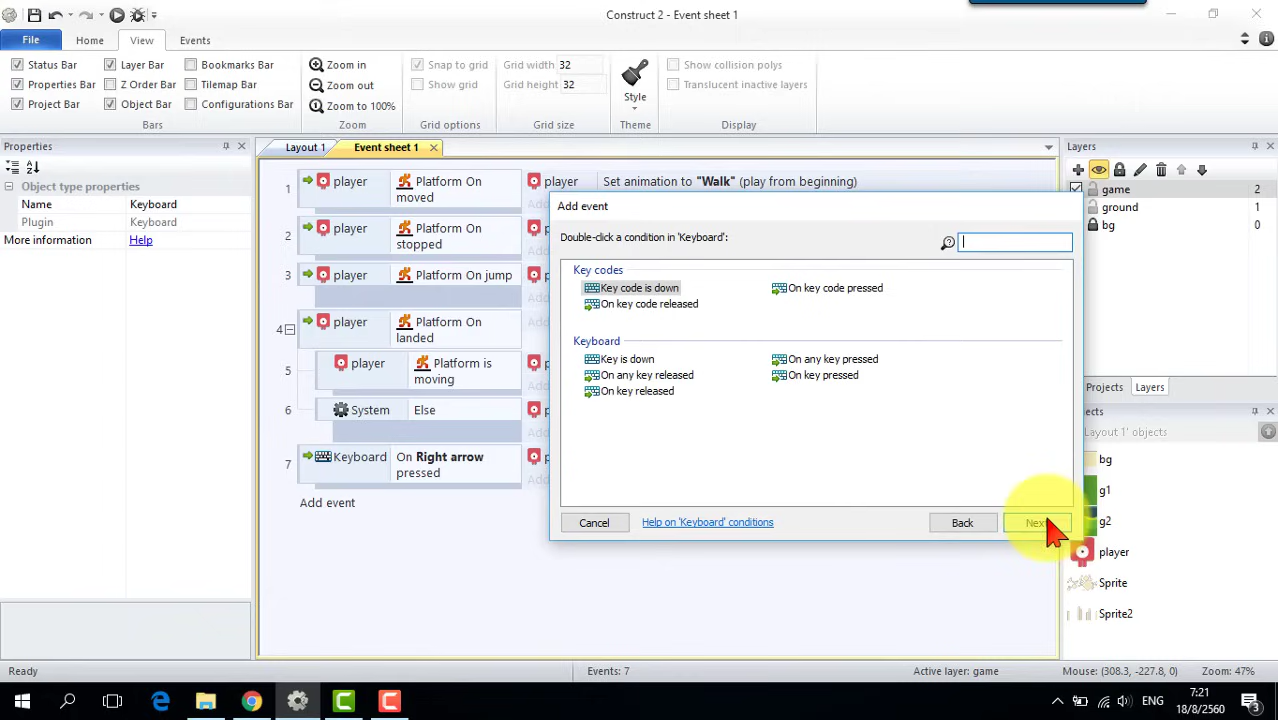 Construct 2 - Event sheet 1
File Home View Events
Status Bar Layer Bar Bookmarks Bar
Properties Bar Z Order Bar Tilemap Bar
Project Bar Object Bar Configurations Bar
Bars
Zoom in
Zoom out
Zoom to 100%
Zoom
Snap to grid
Show grid
Grid options
Grid width 32
Grid height 32
Grid size
Style
Theme
Show collision polys
Translucent inactive layers
Display
Properties
Object type properties
Name Keyboard
Plugin Keyboard
More information Help
Layout 1 Event sheet 1
1 player Platform On moved player Set animation to "Walk" (play from beginning)
2 player Platform On stopped
3 player Platform On jump
4 player Platform On landed
5 player Platform is moving
6 System Else
7 Keyboard On Right arrow pressed
Add event
Add event
Double-click a condition in 'Keyboard':
Key codes
Key code is down On key code pressed
On key code released
Keyboard
Key is down On any key pressed
On any key released On key pressed
On key released
Cancel Help on 'Keyboard' conditions Back
Layers
game 2
ground 1
bg 0
Projects Layers
Layout 1' objects
bg
g1
g2
player
Sprite
Sprite2
Ready Events: 7 Active layer: game Mouse: (308.3, -227.8, 0) Zoom: 47%
ENG
7:21
18/8/2560
3